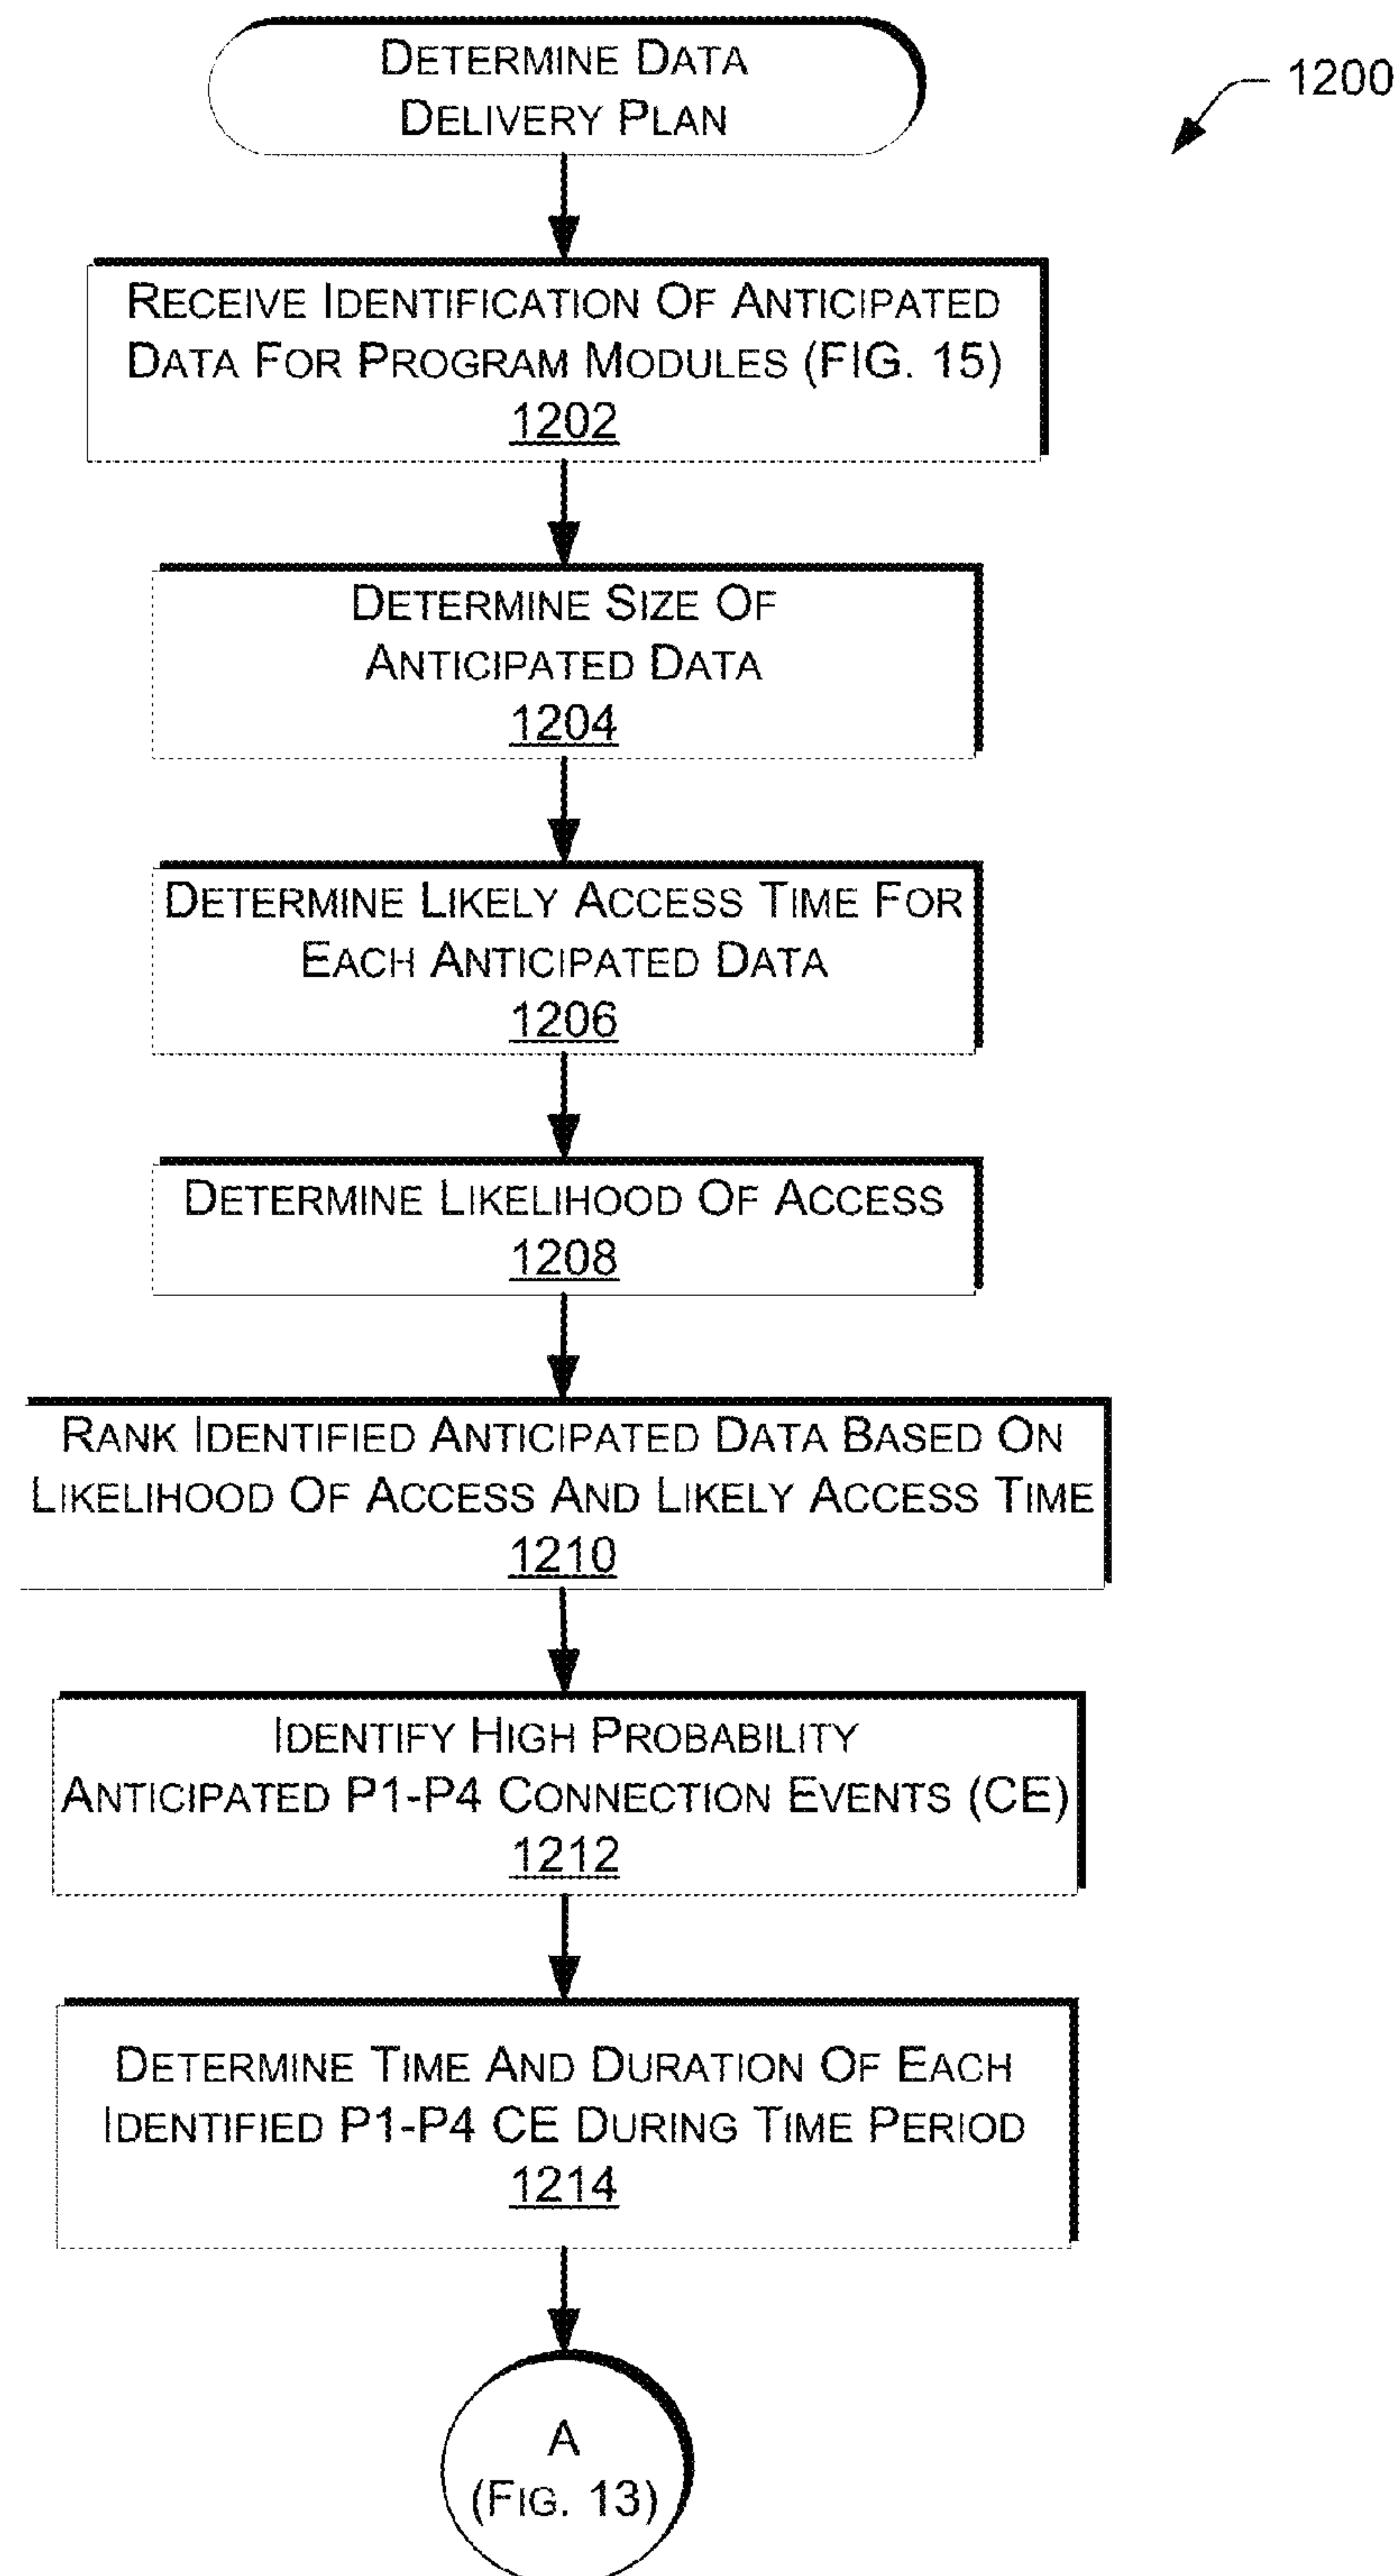 DETERMINE DATA
DELIVERY PLAN
1200
RECEIVE IDENTIFICATION OF ANTICIPATED
DATA FOR PROGRAM MODULES (FIG. 15)
1202
DETERMINE SIZE OF
ANTICIPATED DATA
1204
DETERMINE LIKELY ACCESS TIME FOR
EACH ANTICIPATED DATA
1206
DETERMINE LIKELIHOOD OF ACCESS
1208
RANK IDENTIFIED ANTICIPATED DATA BASED ON
LIKELIHOOD OF ACCESS AND LIKELY ACCESS TIME
1210
IDENTIFY HIGH PROBABILITY
ANTICIPATED P1-P4 CONNECTION EVENTS (CE)
1212
DETERMINE TIME AND DURATION OF EACH
IDENTIFIED P1-P4 CE DURING TIME PERIOD
1214
A
(FIG. 13)